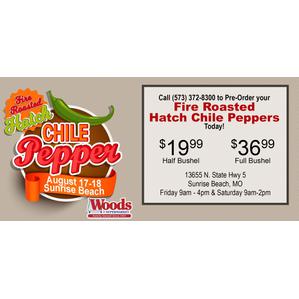 Fire
Roasted
Hatch
CHILE
Pepper
August 17-18
Sunrise Beach
Woods
SUPERMARKET
Call (573) 372-8300 to Pre-Order your
Fire Roasted
Hatch Chile Peppers
Today!
$19.99 $36.99
Half Bushel Full Bushel
13655 N. State Hwy 5
Sunrise Beach, MO
Friday 9am - 4pm & Saturday 9am-2pm